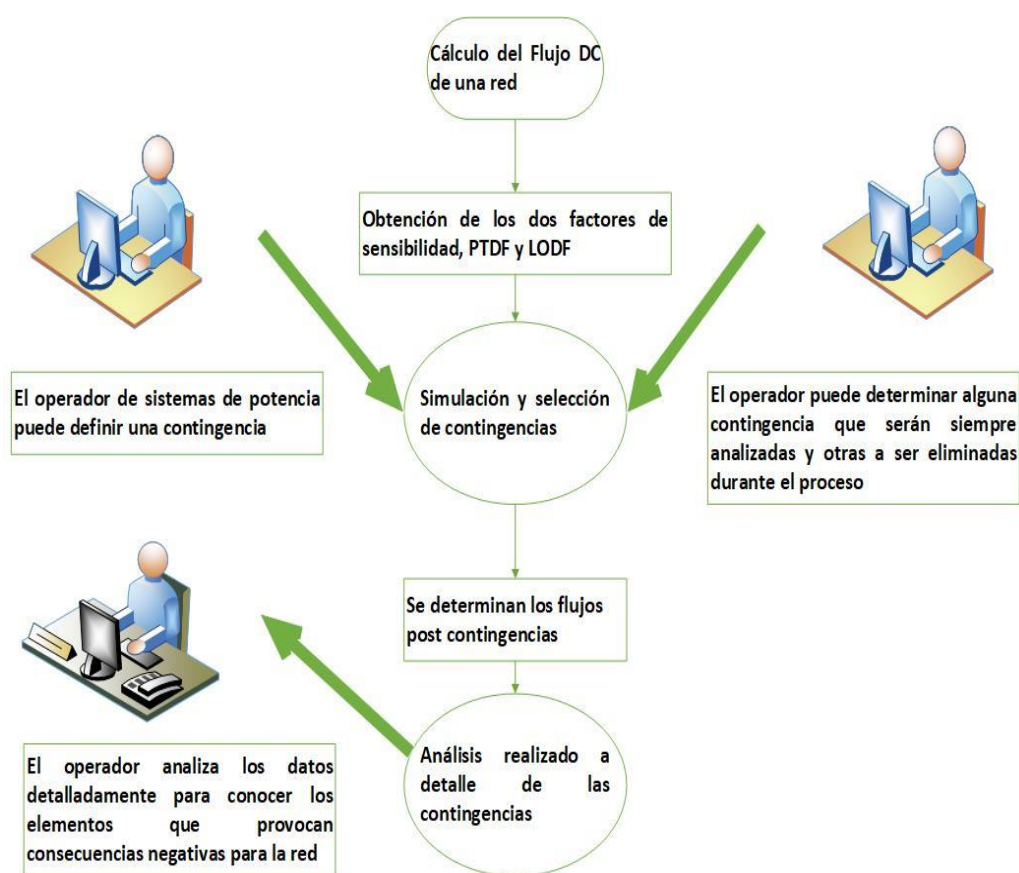 Cálculo del Flujo DC
de una red
Obtención de los dos factores de
sensibilidad, PTDF y LODF
El operador de sistemas de potencia
puede definir una contingencia
Simulación y selección
de contingencias
El operador puede determinar alguna
contingencia que serán siempre
analizadas y otras a ser eliminadas
durante el proceso
Se determinan los flujos
post contingencias
Análisis realizado a
detalle de las
contingencias
El operador analiza los datos
detalladamente para conocer los
elementos que provocan
consecuencias negativas para la red